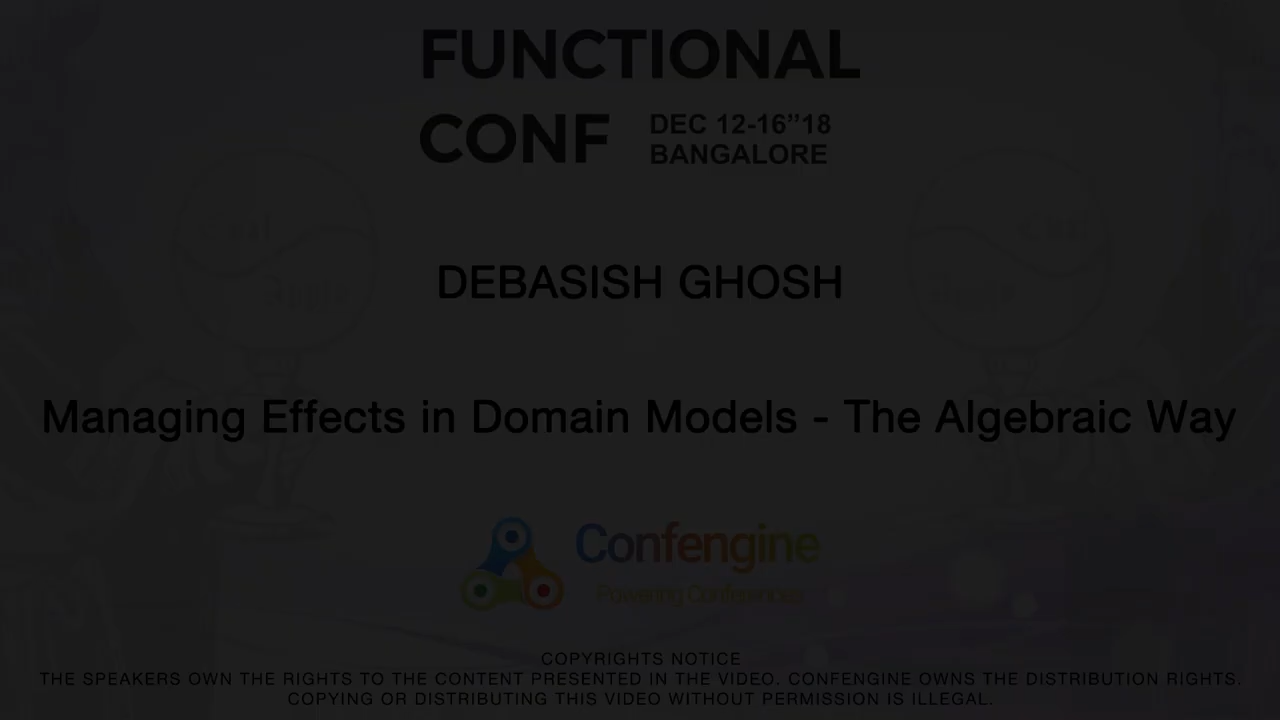 FUNCTIONAL
CONF
DEC 12-16”18
BANGALORE
DEBASISH GHOSH
Managing Effects in Domain Models - The Algebraic Way
Confengine
Powering Conferences
COPYRIGHTS NOTICE
THE SPEAKERS OWN THE RIGHTS TO THE CONTENT PRESENTED IN THE VIDEO. CONFENGINE OWNS THE DISTRIBUTION RIGHTS.
COPYING OR DISTRIBUTING THIS VIDEO WITHOUT PERMISSION IS ILLEGAL.